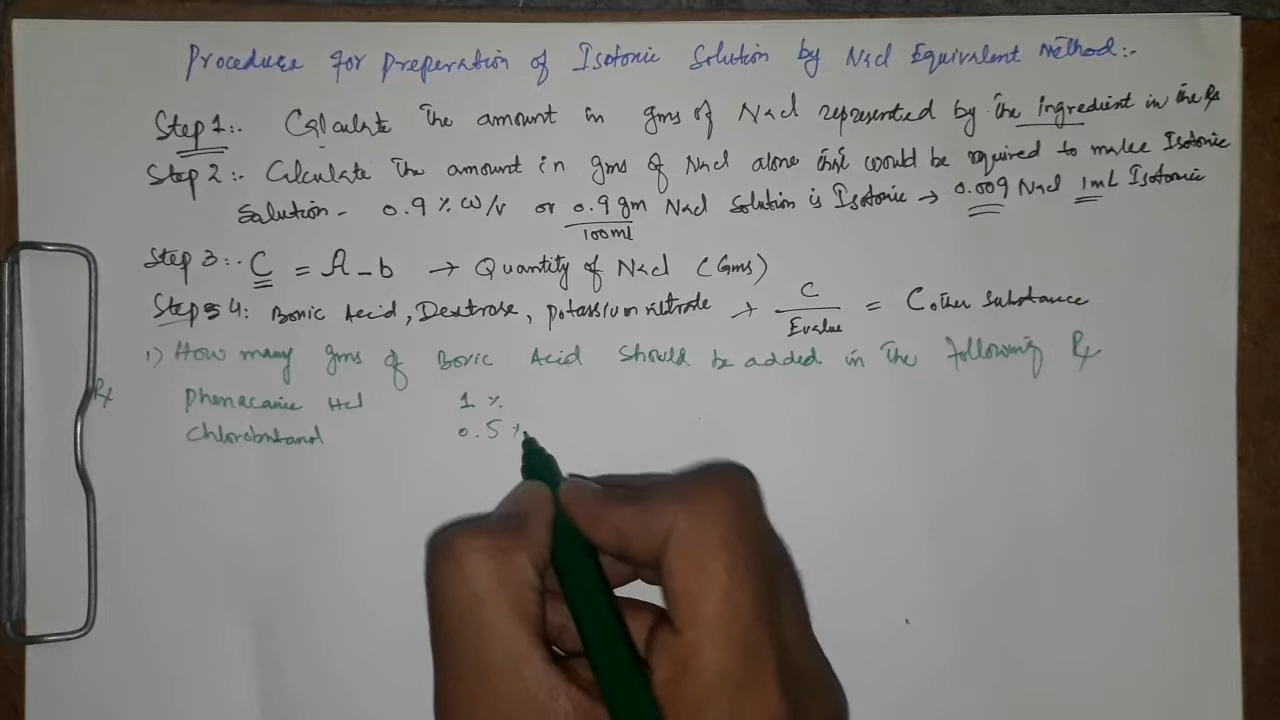 Procedure for Preperation of Isotonic Solution by Nacl Equivalent Method:-
Step 1:- Calculate The amount in gms of Nacl represented by the ingredient in the Rx
Step 2:- Calculate The amount in gms of Nacl alone that would be required to make Isotonic
Solution - 0.9 % w/v or 0.9 gm / 100ml Nacl Solution is Isotonic → 0.009 Nacl 1mL Isotonic
Step 3:- C = A - b → Quantity of Nacl (Gms)
Step 4: Boric Acid, Dextrose, potassium nitrate → C / Evalue = C other substance
1) How many gms of Boric Acid should be added in the following Rx
Rx Phenacaine Hcl 1 %
Chlorobutanol 0.5 %